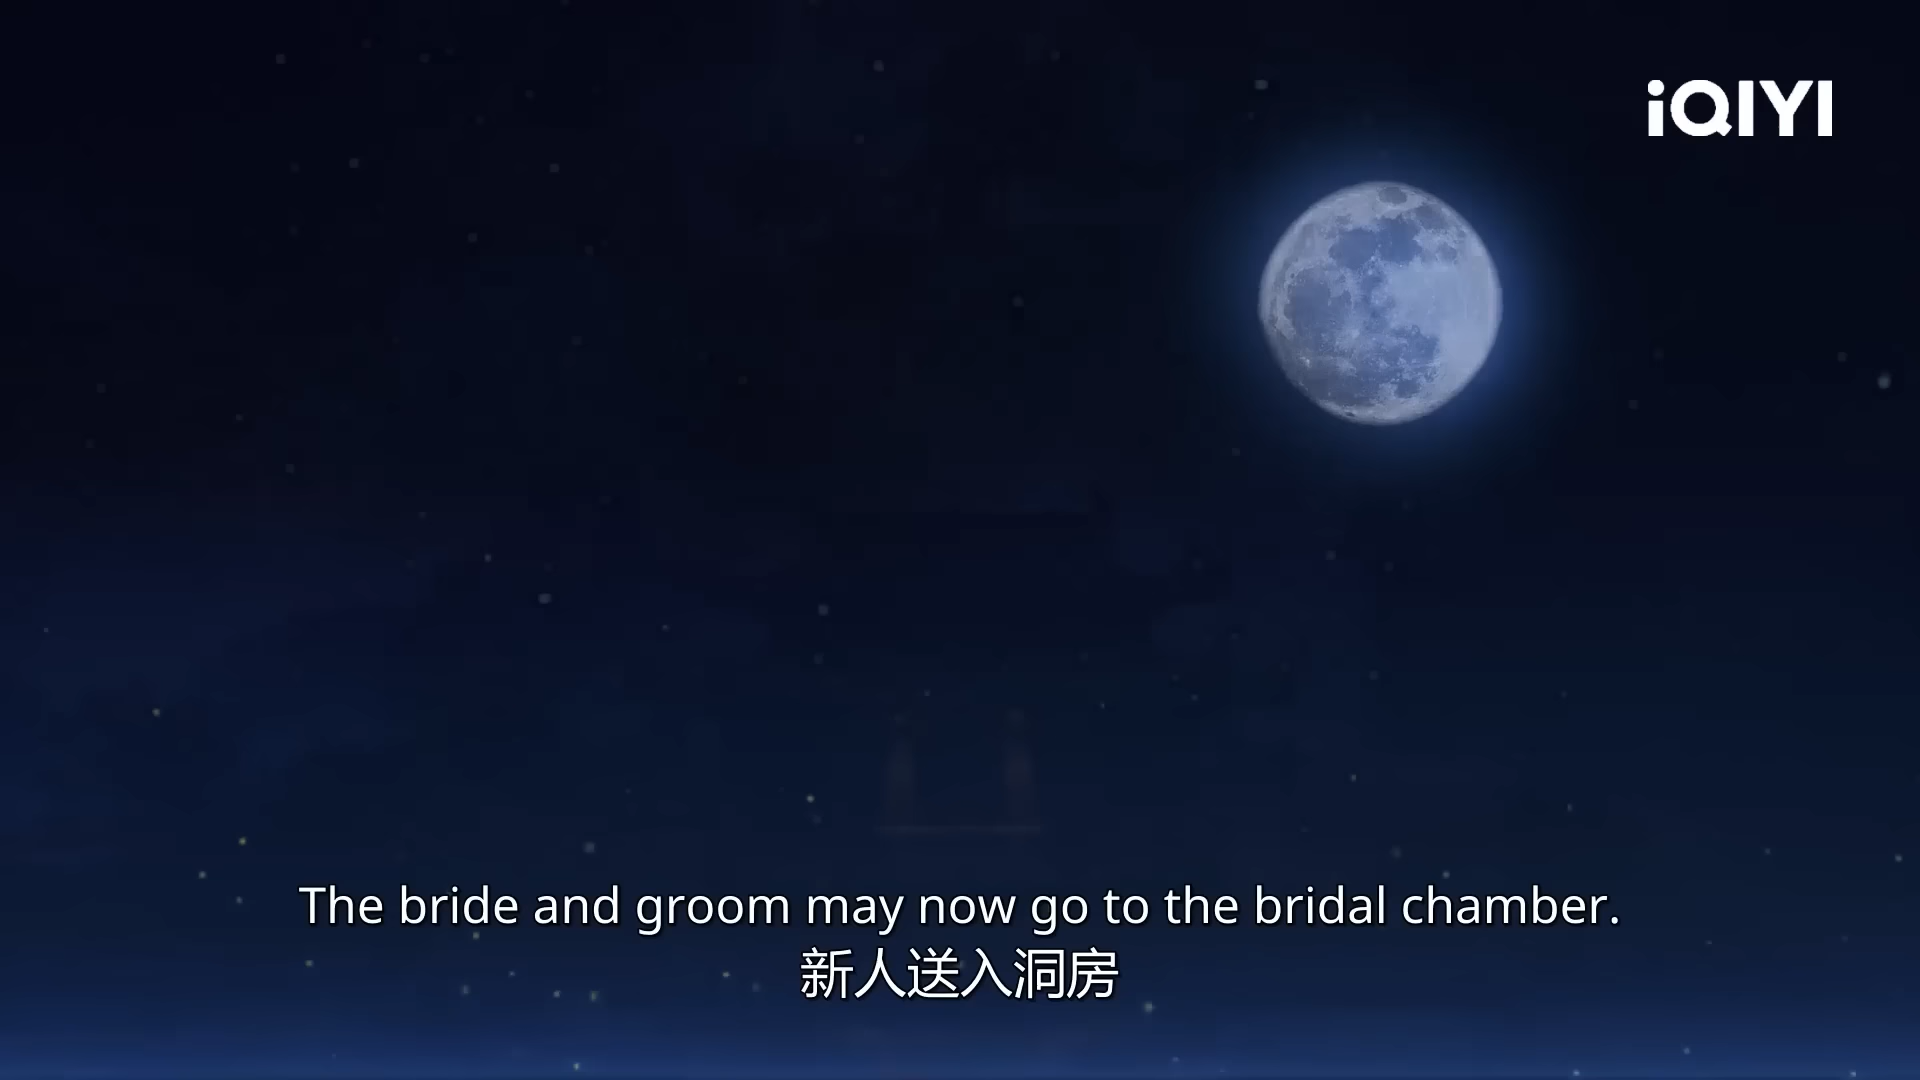 iQIYI
The bride and groom may now go to the bridal chamber.
新人送入洞房